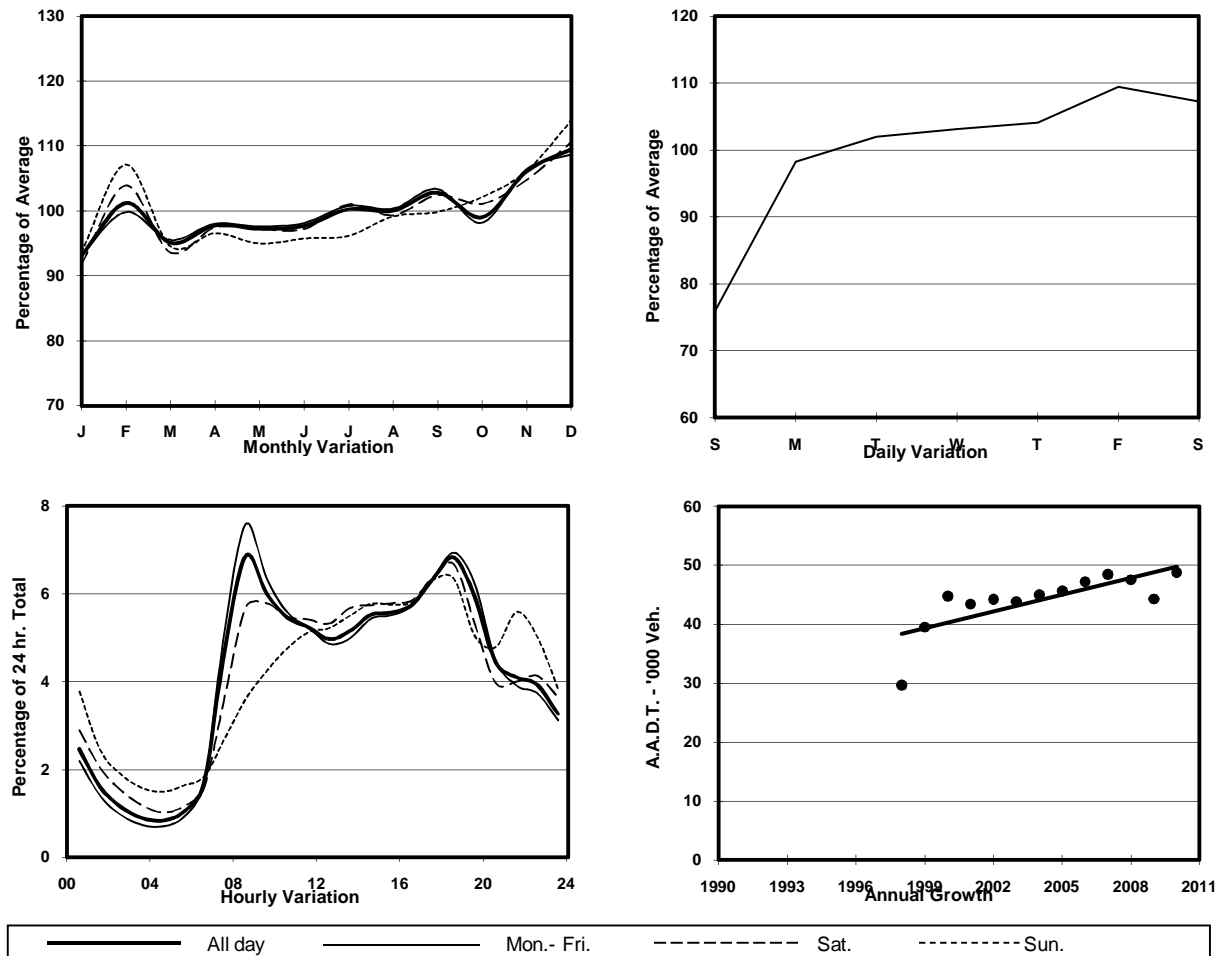 130
120
110
100
90
80
70
Percentage of Average
J F M A M J J A S O N D
Monthly Variation
120
110
100
90
80
70
60
Percentage of Average
S M T W T F S
Daily Variation
8
6
4
2
0
Percentage of 24 hr. Total
00 04 08 12 16 20 24
Hourly Variation
60
50
40
30
20
10
0
A.A.D.T. - '000 Veh.
1990 1993 1996 1999 2002 2005 2008 2011
Annual Growth
All day Mon.- Fri. Sat. Sun.